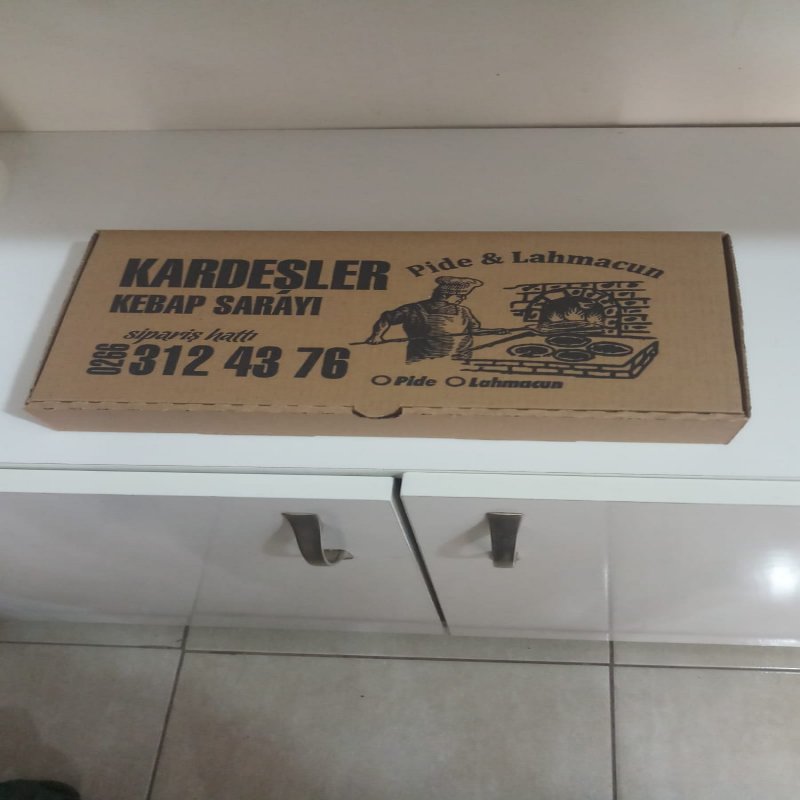 KARDEŞLER
KEBAP SARAYI
sipariş hattı
0266 312 43 76
Pide & Lahmacun
Pide Lahmacun